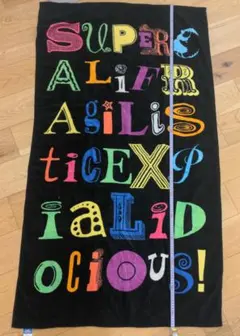 SUPERC
ALiFR
AgiLiS
ticEXP
iaLID
OCIOUS!